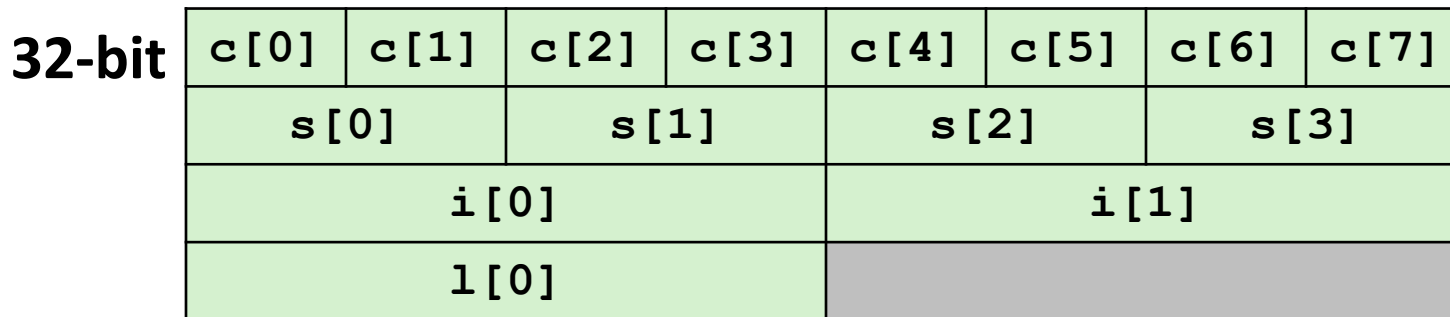 32-bit c[0] c[1] c[2] c[3] c[4] c[5] c[6] c[7]
s[0] s[1] s[2] s[3]
i[0] i[1]
l[0]